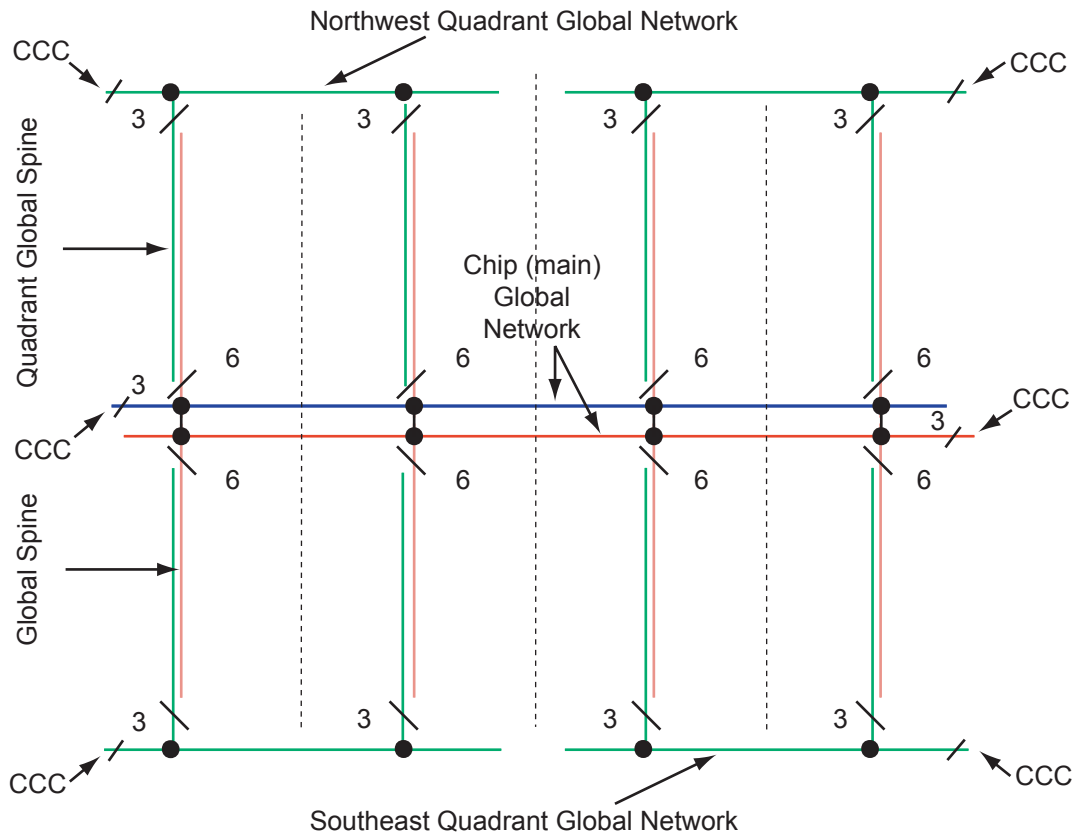 Northwest Quadrant Global Network
CCC
CCC
3
3
3
3
Quadrant Global Spine
Chip (main)
Global
Network
6
6
6
6
3
CCC
3
CCC
6
6
6
6
Global Spine
3
3
3
3
CCC
CCC
Southeast Quadrant Global Network